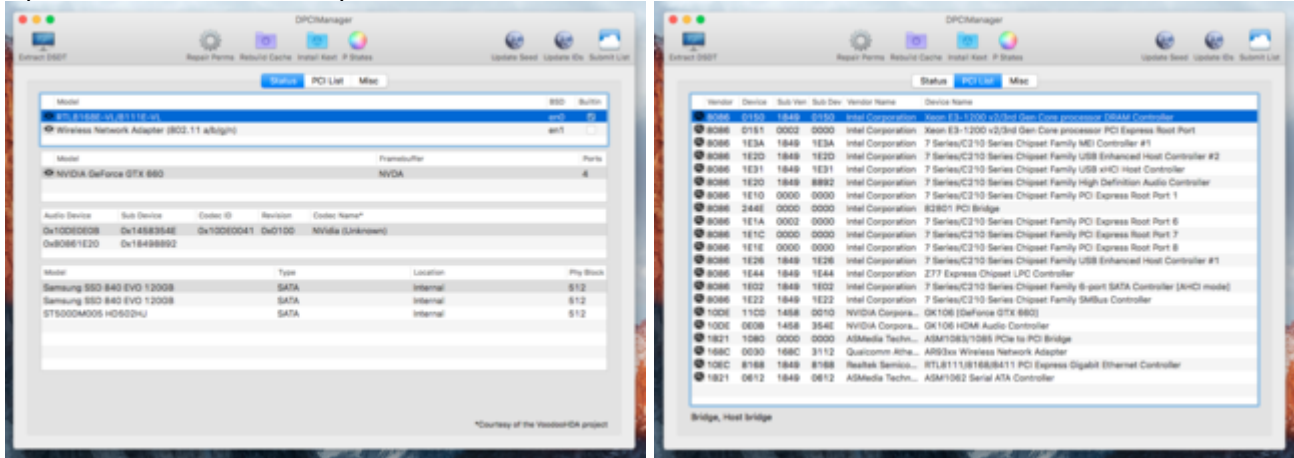 DPCIManager
Extract DSDT Repair Perms Rebuild Cache Install Kext P States Update Seed Update IDs Submit List
Status PCI List Misc
Model BSD Builtin
RTL8168E-VL/8111E-VL en0
Wireless Network Adapter (802.11 a/b/g/n) en1
Model Framebuffer Ports
NVIDIA GeForce GTX 660 NVDA 4
Audio Device Sub Device Codec ID Revision Codec Name*
0x10DE0E0B 0x1458354E 0x10DE0041 0x0100 NVidia (Unknown)
0x80861E20 0x18498892
Model Type Location Phy Block
Samsung SSD 840 EVO 120GB SATA Internal 512
Samsung SSD 840 EVO 120GB SATA Internal 512
ST500DM005 HD502HJ SATA Internal 512
*Courtesy of the VoodooHDA project
DPCIManager
Extract DSDT Repair Perms Rebuild Cache Install Kext P States Update Seed Update IDs Submit List
Status PCI List Misc
Vendor Device Sub Ven Sub Dev Vendor Name Device Name
8086 0150 1849 0150 Intel Corporation Xeon E3-1200 v2/3rd Gen Core processor DRAM Controller
8086 0151 0002 0000 Intel Corporation Xeon E3-1200 v2/3rd Gen Core processor PCI Express Root Port
8086 1E3A 1849 1E3A Intel Corporation 7 Series/C210 Series Chipset Family MEI Controller #1
8086 1E2D 1849 1E2D Intel Corporation 7 Series/C210 Series Chipset Family USB Enhanced Host Controller #2
8086 1E31 1849 1E31 Intel Corporation 7 Series/C210 Series Chipset Family USB xHCI Host Controller
8086 1E20 1849 8892 Intel Corporation 7 Series/C210 Series Chipset Family High Definition Audio Controller
8086 1E10 0000 0000 Intel Corporation 7 Series/C210 Series Chipset Family PCI Express Root Port 1
8086 244E 0000 0000 Intel Corporation 82801 PCI Bridge
8086 1E1A 0002 0000 Intel Corporation 7 Series/C210 Series Chipset Family PCI Express Root Port 6
8086 1E1C 0000 0000 Intel Corporation 7 Series/C210 Series Chipset Family PCI Express Root Port 7
8086 1E1E 0000 0000 Intel Corporation 7 Series/C210 Series Chipset Family PCI Express Root Port 8
8086 1E26 1849 1E26 Intel Corporation 7 Series/C210 Series Chipset Family USB Enhanced Host Controller #1
8086 1E44 1849 1E44 Intel Corporation Z77 Express Chipset LPC Controller
8086 1E02 1849 1E02 Intel Corporation 7 Series/C210 Series Chipset Family 6-port SATA Controller [AHCI mode]
8086 1E22 1849 1E22 Intel Corporation 7 Series/C210 Series Chipset Family SMBus Controller
10DE 11C0 1458 0010 NVIDIA Corpora... GK106 [GeForce GTX 660]
10DE 0E0B 1458 354E NVIDIA Corpora... GK106 HDMI Audio Controller
1B21 1080 0000 0000 ASMedia Techn... ASM1083/1085 PCIe to PCI Bridge
168C 0030 168C 3112 Qualcomm Athe... AR93xx Wireless Network Adapter
10EC 8168 1849 8168 Realtek Semico... RTL8111/8168/8411 PCI Express Gigabit Ethernet Controller
1B21 0612 1849 0612 ASMedia Techn... ASM1062 Serial ATA Controller
Bridge, Host bridge